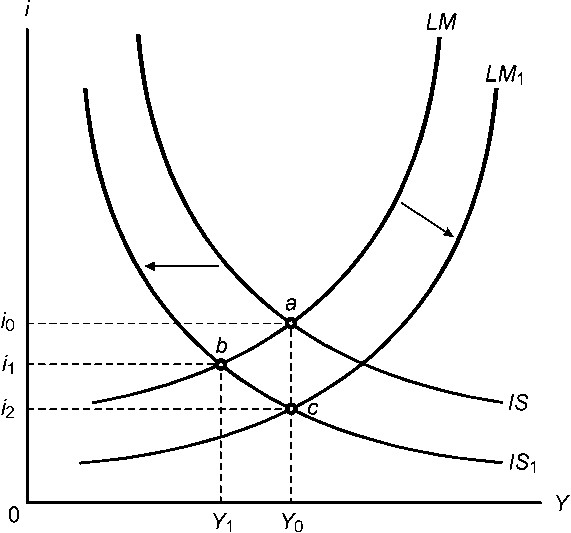 i
LM
LM₁
a
i₀
b
i₁
i₂
c
IS
IS₁
0
Y₁
Y₀
Y